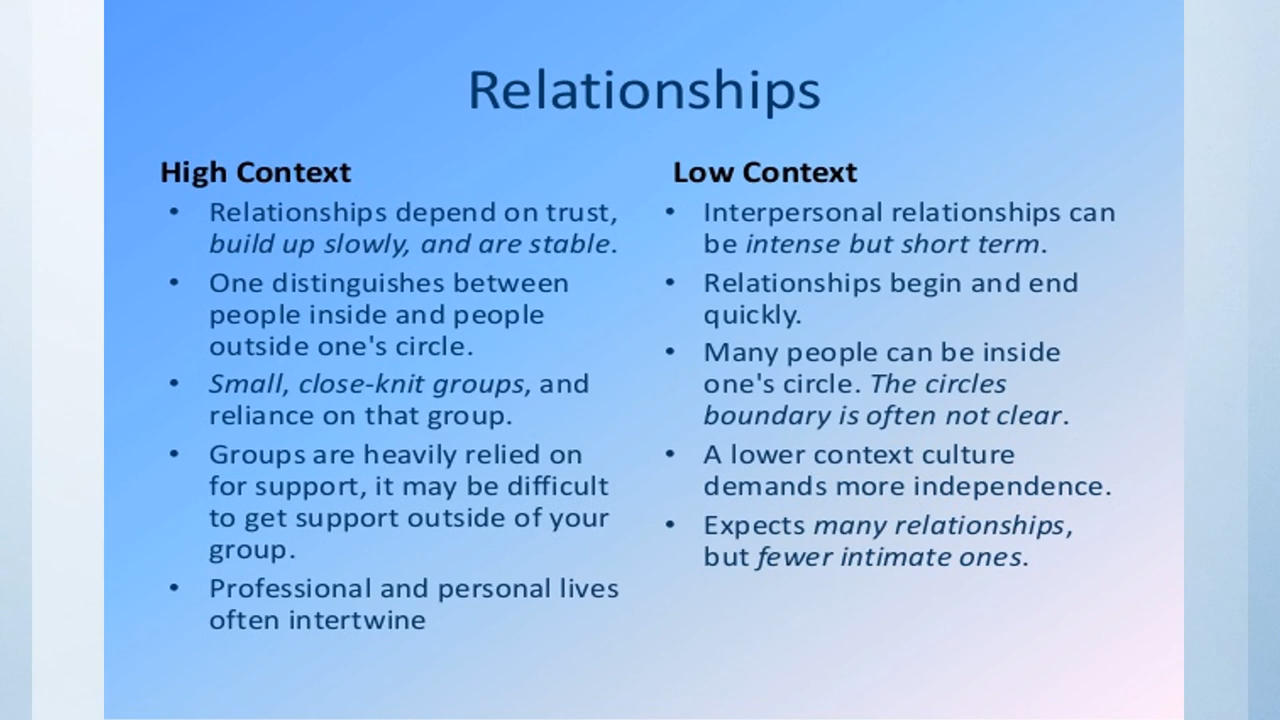 Relationships
High Context
• Relationships depend on trust,
build up slowly, and are stable.
• One distinguishes between
people inside and people
outside one's circle.
• Small, close-knit groups, and
reliance on that group.
• Groups are heavily relied on
for support, it may be difficult
to get support outside of your
group.
• Professional and personal lives
often intertwine
Low Context
• Interpersonal relationships can
be intense but short term.
• Relationships begin and end
quickly.
• Many people can be inside
one's circle. The circles
boundary is often not clear.
• A lower context culture
demands more independence.
• Expects many relationships,
but fewer intimate ones.